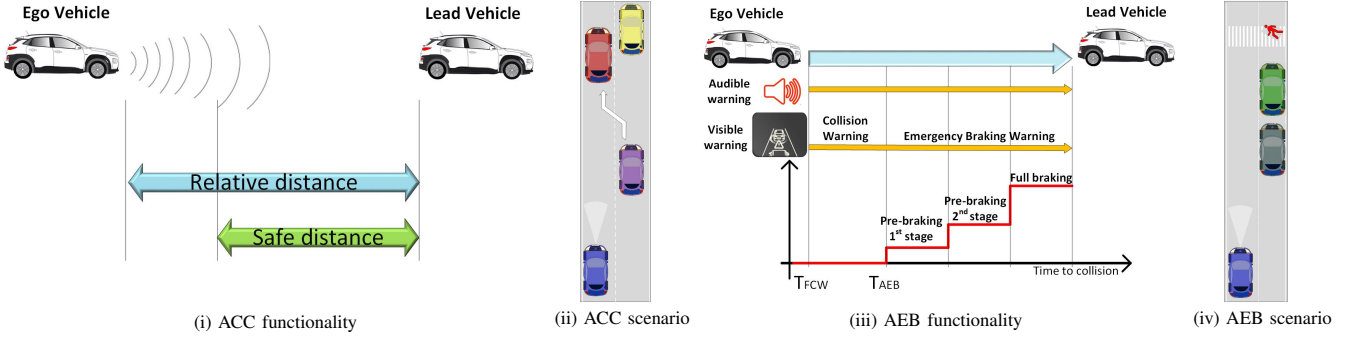 Ego Vehicle
Lead Vehicle
Relative distance
Safe distance
(i) ACC functionality
(ii) ACC scenario
Ego Vehicle
Lead Vehicle
Audible
warning
Visible
warning
Collision
Warning
Emergency Braking Warning
Full braking
Pre-braking
2nd stage
Pre-braking
1st stage
Time to collision
TFCW
TAEB
(iii) AEB functionality
(iv) AEB scenario